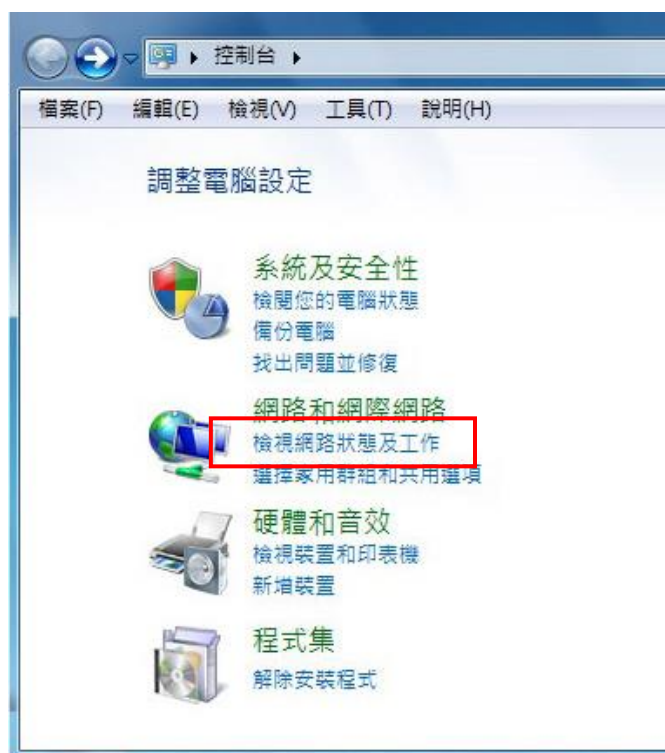 控制台
檔案(F) 編輯(E) 檢視(V) 工具(T) 說明(H)
調整電腦設定
系統及安全性
檢閱您的電腦狀態
備份電腦
找出問題並修復
網路和網際網路
檢視網路狀態及工作
選擇家用群組和共用選項
硬體和音效
檢視裝置和印表機
新增裝置
程式集
解除安裝程式